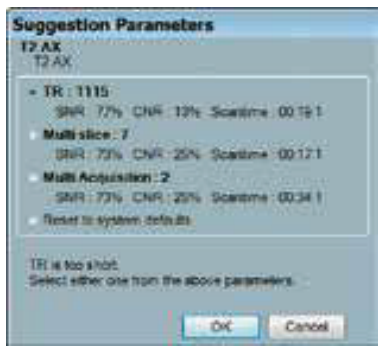 Suggestion Parameters
T2 AX
T2 AX
TR : 1115
SNR : 77% CNR : 13% Scantime : 00:19.1
Multi slice : 7
SNR : 73% CNR : 25% Scantime : 00:17.1
Multi Acquisition : 2
SNR : 73% CNR : 25% Scantime : 00:34.1
Reset to system defaults
TR is too short.
Select either one from the above parameters.
OK Cancel